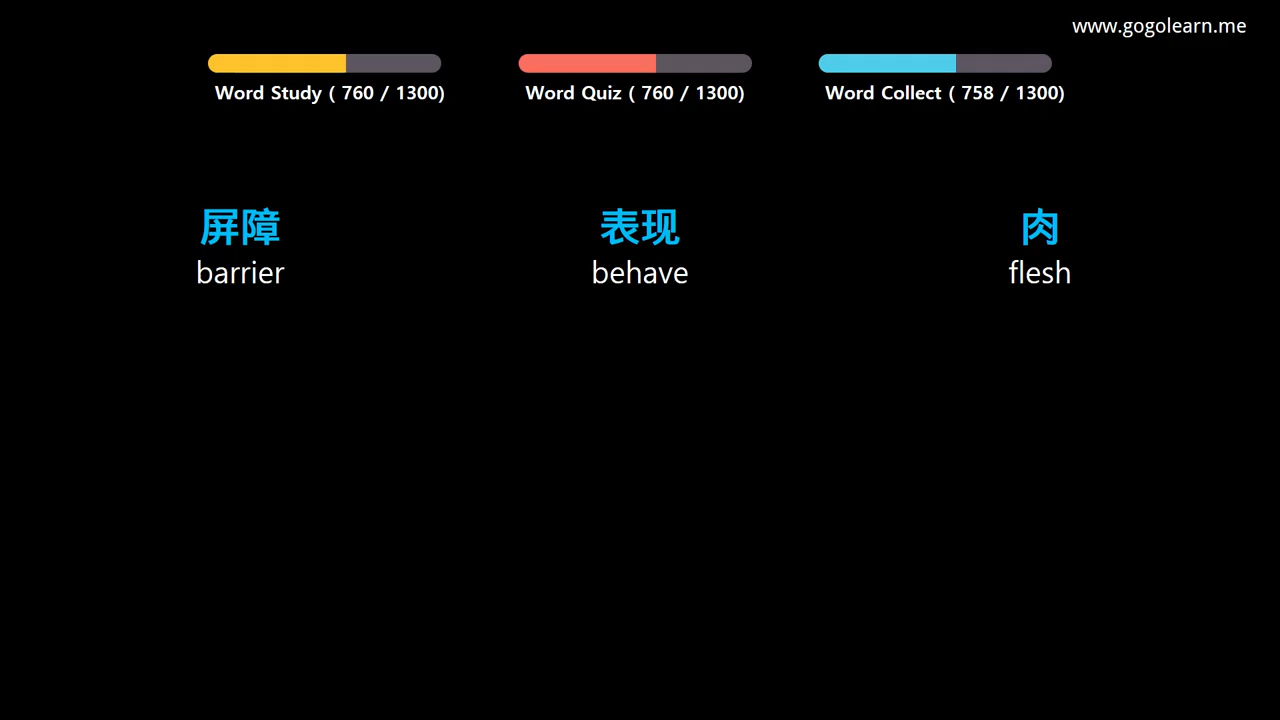 www.gogolearn.me
Word Study ( 760 / 1300)
Word Quiz ( 760 / 1300)
Word Collect ( 758 / 1300)
屏障
barrier
表现
behave
肉
flesh